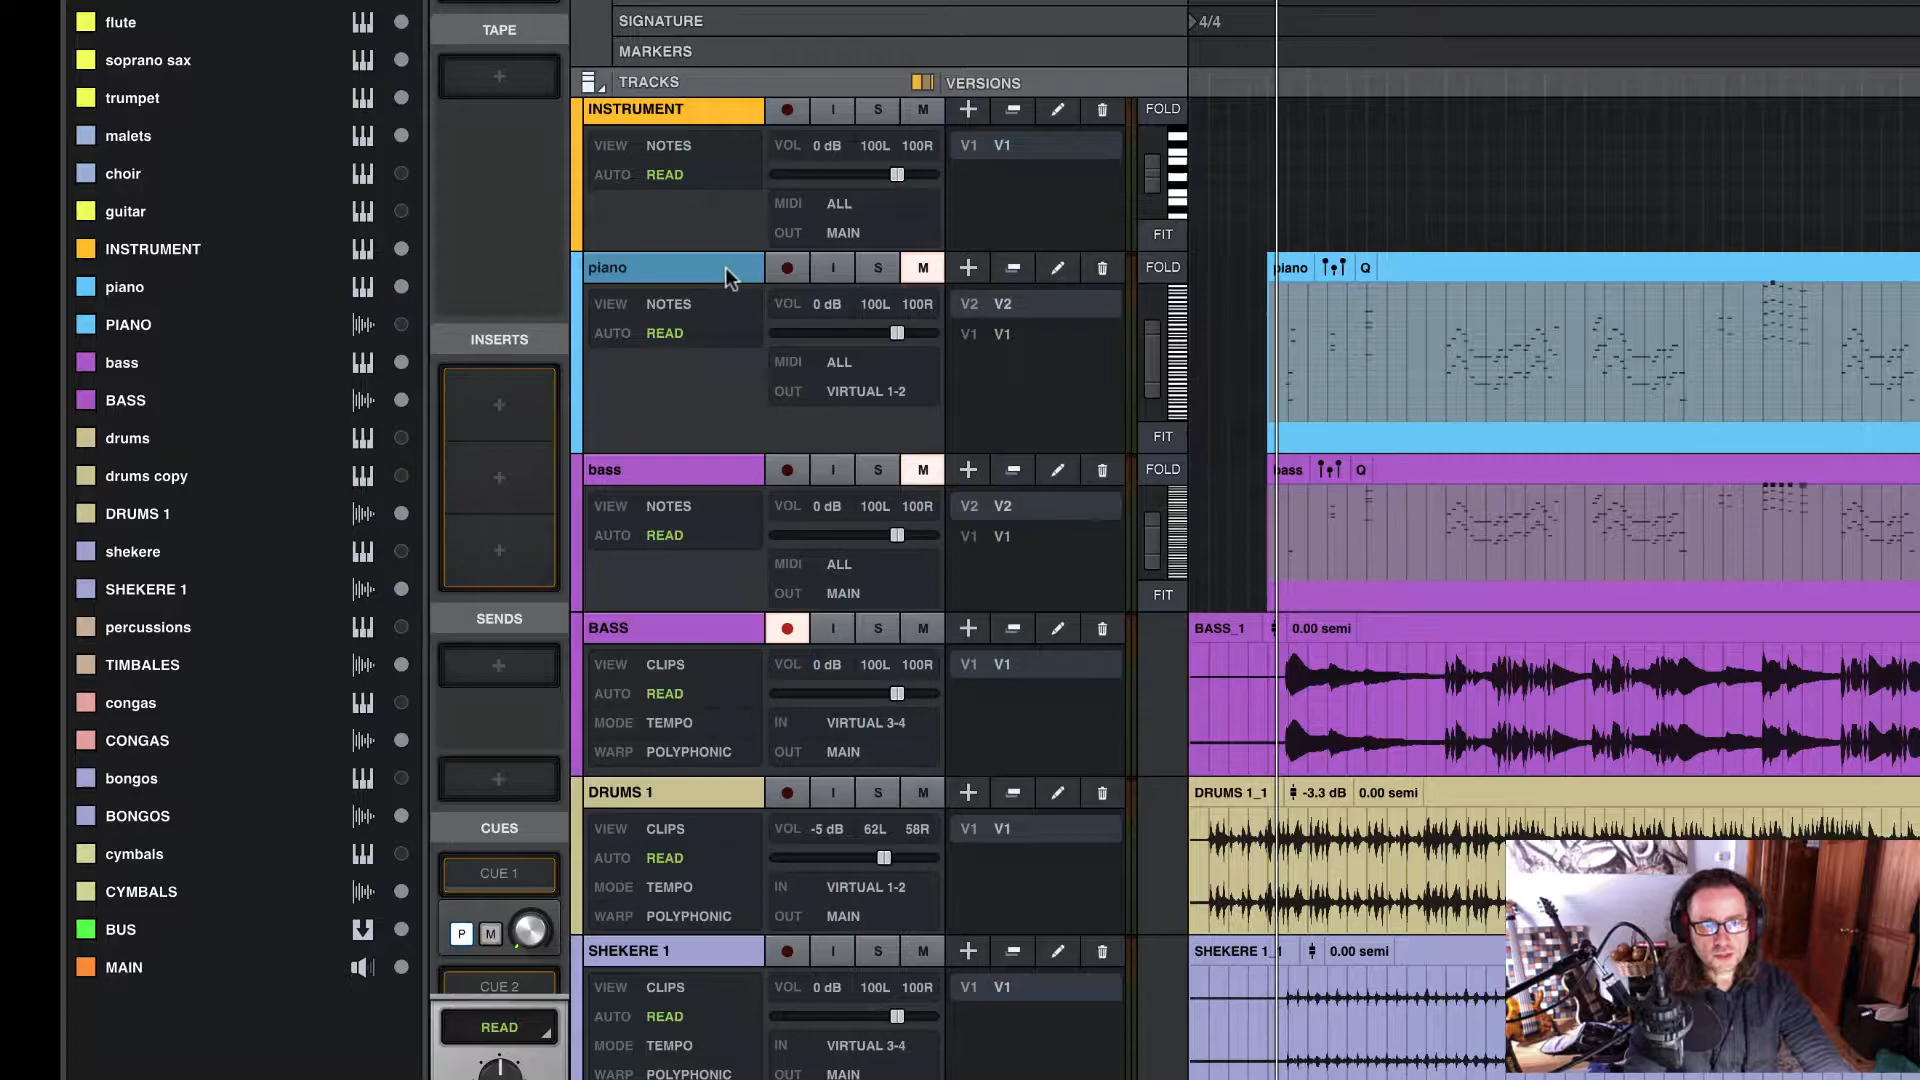 flute
soprano sax
trumpet
malets
choir
guitar
INSTRUMENT
piano
PIANO
bass
BASS
drums
drums copy
DRUMS 1
shekere
SHEKERE 1
percussions
TIMBALES
congas
CONGAS
bongos
BONGOS
cymbals
CYMBALS
BUS
MAIN
TAPE
INSERTS
SENDS
CUES
CUE 1
P M
CUE 2
READ
SIGNATURE 4/4
MARKERS
TRACKS VERSIONS
INSTRUMENT I S M FOLD
VIEW NOTES VOL 0 dB 100L 100R V1 V1
AUTO READ
MIDI ALL
OUT MAIN FIT
piano I S M FOLD piano Q
VIEW NOTES VOL 0 dB 100L 100R V2 V2
AUTO READ V1 V1
MIDI ALL
OUT VIRTUAL 1-2
FIT
bass I S M FOLD bass Q
VIEW NOTES VOL 0 dB 100L 100R V2 V2
AUTO READ V1 V1
MIDI ALL
OUT MAIN FIT
BASS I S M BASS_1 0.00 semi
VIEW CLIPS VOL 0 dB 100L 100R V1 V1
AUTO READ
MODE TEMPO IN VIRTUAL 3-4
WARP POLYPHONIC OUT MAIN
DRUMS 1 I S M DRUMS 1_1 -3.3 dB 0.00 semi
VIEW CLIPS VOL -5 dB 62L 58R V1 V1
AUTO READ
MODE TEMPO IN VIRTUAL 1-2
WARP POLYPHONIC OUT MAIN
SHEKERE 1 I S M SHEKERE 1_1 0.00 semi
VIEW CLIPS VOL 0 dB 100L 100R V1 V1
AUTO READ
MODE TEMPO IN VIRTUAL 3-4
WARP POLYPHONIC OUT MAIN